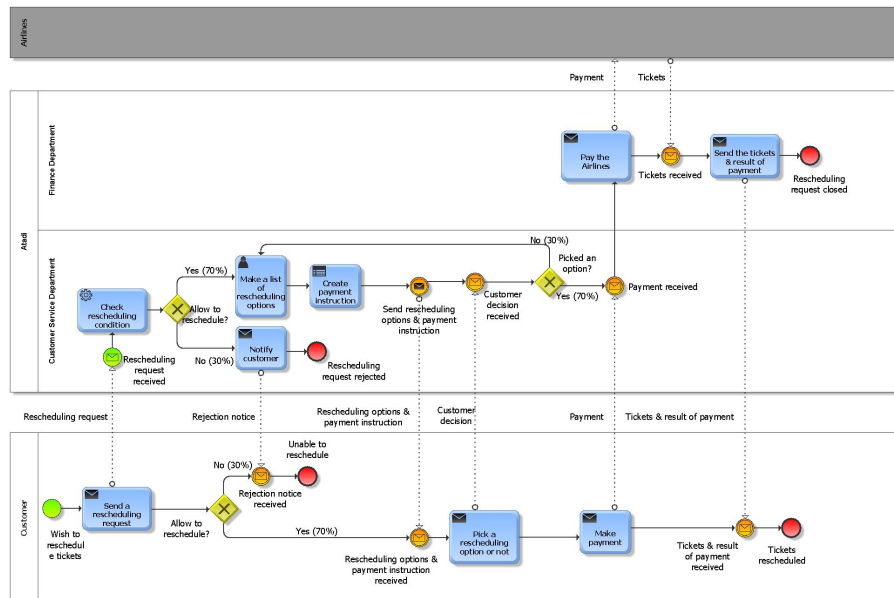 Airlines
Payment
Tickets
Atadi
Finance Department
Pay the
Airlines
Tickets received
Send the tickets
& result of
payment
Rescheduling
request closed
Customer Service Department
No (30%)
Picked an
option?
Yes (70%)
Make a list
of
rescheduling
options
Create
payment
instruction
Check
rescheduling
condition
Allow to
reschedule?
Send rescheduling
options & payment
instruction
Customer
decision
received
Yes (70%)
Payment received
No (30%)
Notify
customer
Rescheduling
request
received
Rescheduling
request rejected
Rescheduling request
Rejection notice
Rescheduling options &
payment instruction
Customer
decision
Payment
Tickets & result of payment
Customer
Unable to
reschedule
No (30%)
Rejection notice
received
Send a
rescheduling
request
Allow to
reschedule?
Wish to
reschedul
e tickets
Yes (70%)
Rescheduling options &
payment instruction
received
Pick a
rescheduling
option or not
Make
payment
Tickets & result
of payment
received
Tickets
rescheduled